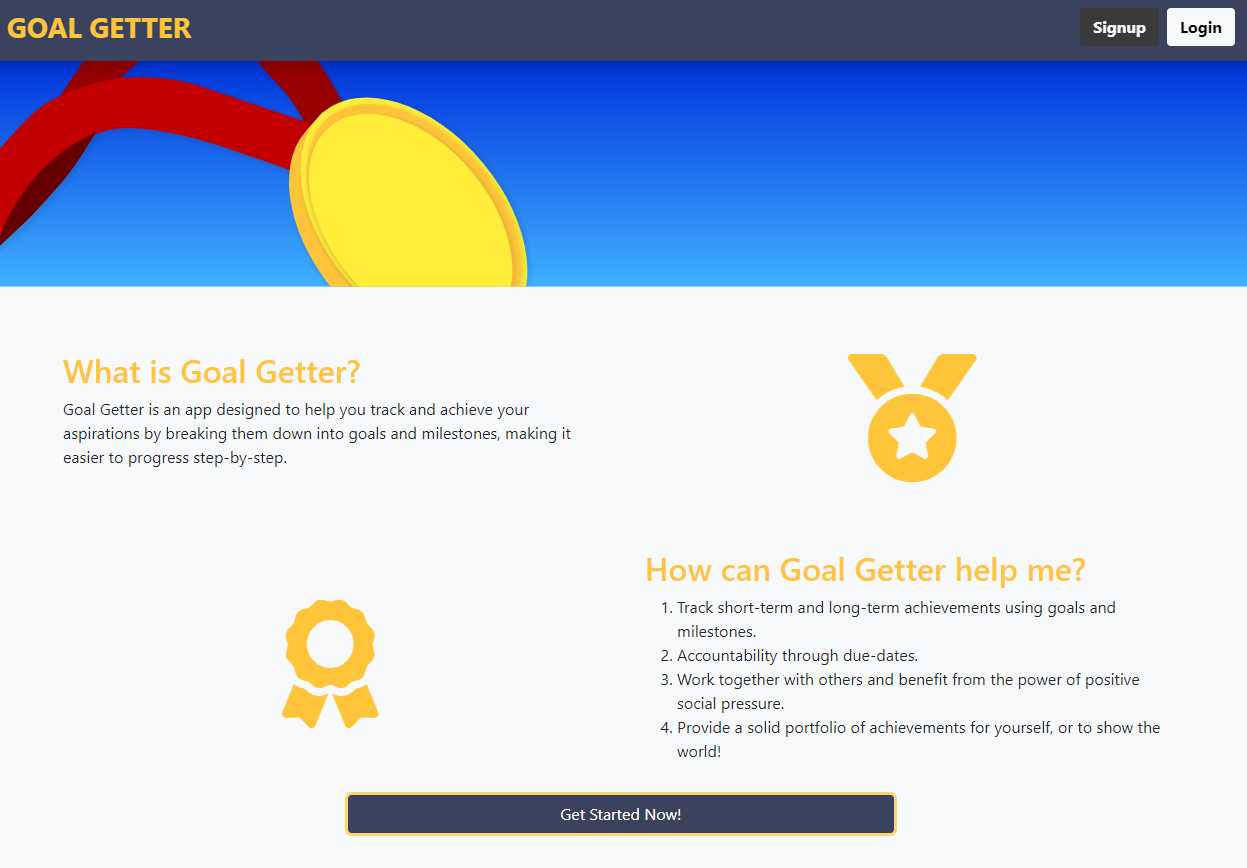 GOAL GETTER
Signup
Login
What is Goal Getter?
Goal Getter is an app designed to help you track and achieve your
aspirations by breaking them down into goals and milestones, making it
easier to progress step-by-step.
How can Goal Getter help me?
1. Track short-term and long-term achievements using goals and
milestones.
2. Accountability through due-dates.
3. Work together with others and benefit from the power of positive
social pressure.
4. Provide a solid portfolio of achievements for yourself, or to show the
world!
Get Started Now!